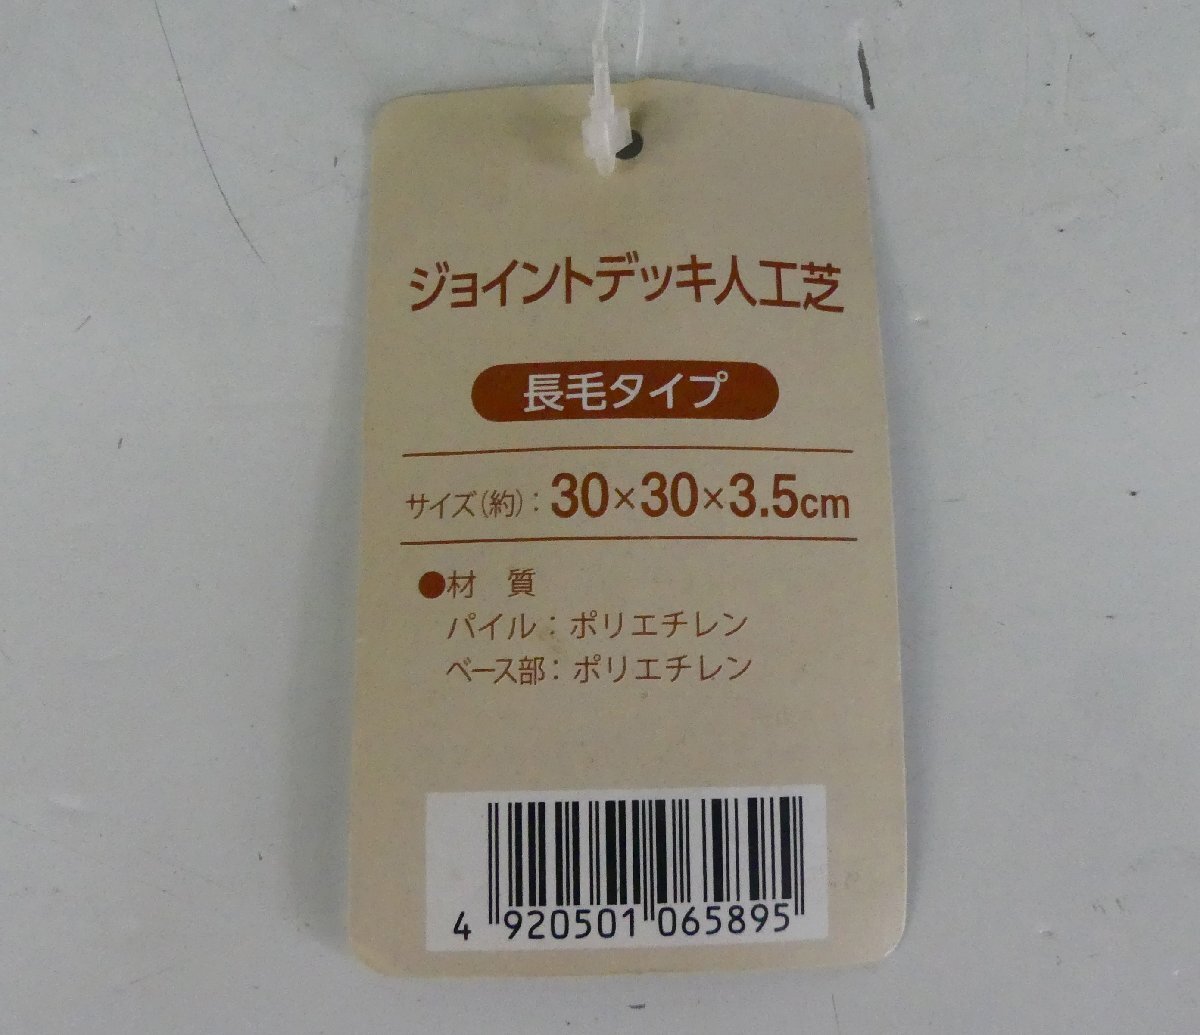 ジョイントデッキ人工芝
長毛タイプ
サイズ(約)：30×30×3.5cm
●材　質
パイル：ポリエチレン
ベース部：ポリエチレン
4 920501 065895